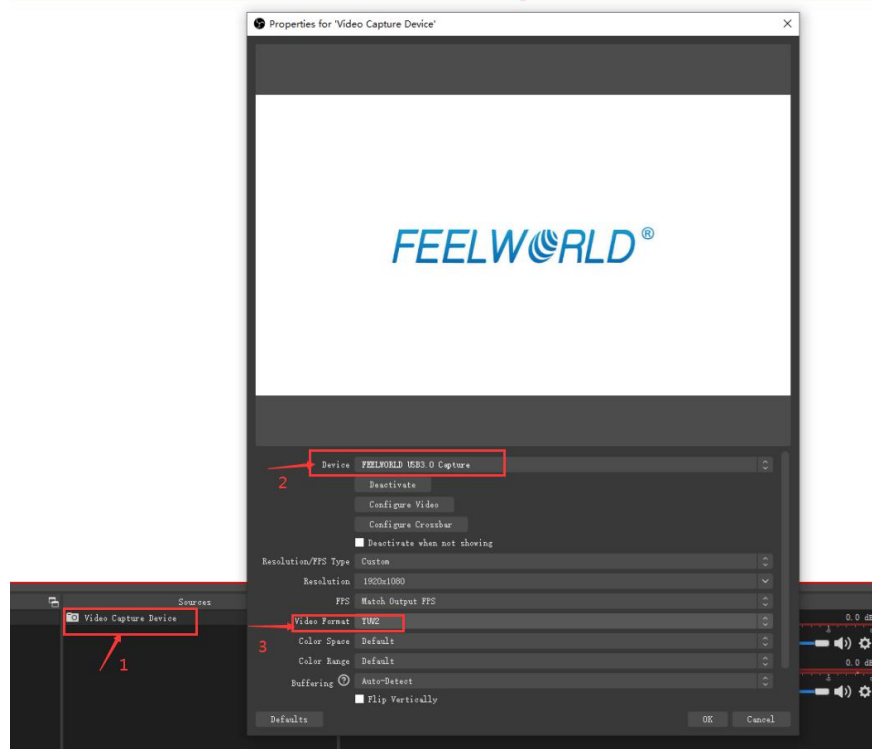 Properties for 'Video Capture Device'
FEELWORLD®
Device FEELWORLD USB3.0 Capture
2
Deactivate
Configure Video
Configure Crossbar
Deactivate when not showing
Resolution/FPS Type Custom
Resolution 1920x1080
FPS Match Output FPS
Video Format YUY2
3
Color Space Default
Color Range Default
Buffering ? Auto-Detect
Flip Vertically
Defaults OK Cancel
Sources
Video Capture Device
1
0.0 dB
0.0 dB